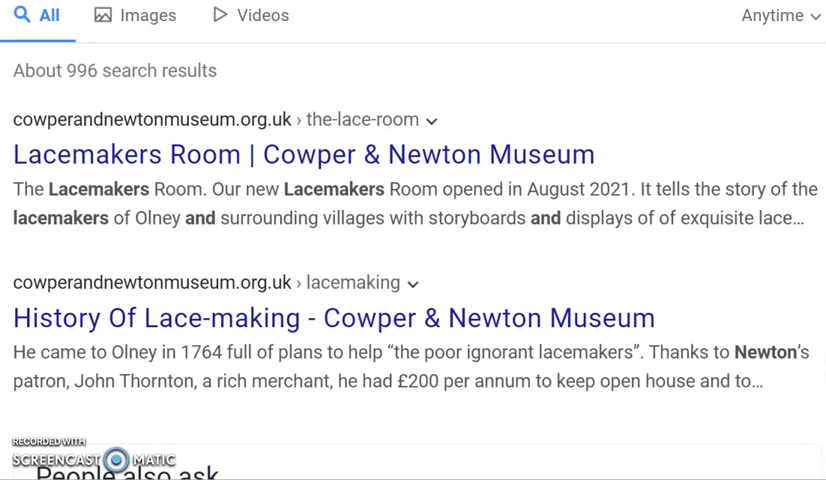 All Images Videos Anytime
About 996 search results
cowperandnewtonmuseum.org.uk › the-lace-room
Lacemakers Room | Cowper & Newton Museum
The Lacemakers Room. Our new Lacemakers Room opened in August 2021. It tells the story of the
lacemakers of Olney and surrounding villages with storyboards and displays of of exquisite lace...
cowperandnewtonmuseum.org.uk › lacemaking
History Of Lace-making - Cowper & Newton Museum
He came to Olney in 1764 full of plans to help “the poor ignorant lacemakers”. Thanks to Newton’s
patron, John Thornton, a rich merchant, he had £200 per annum to keep open house and to...
RECORDED WITH
SCREENCAST MATIC
People also ask